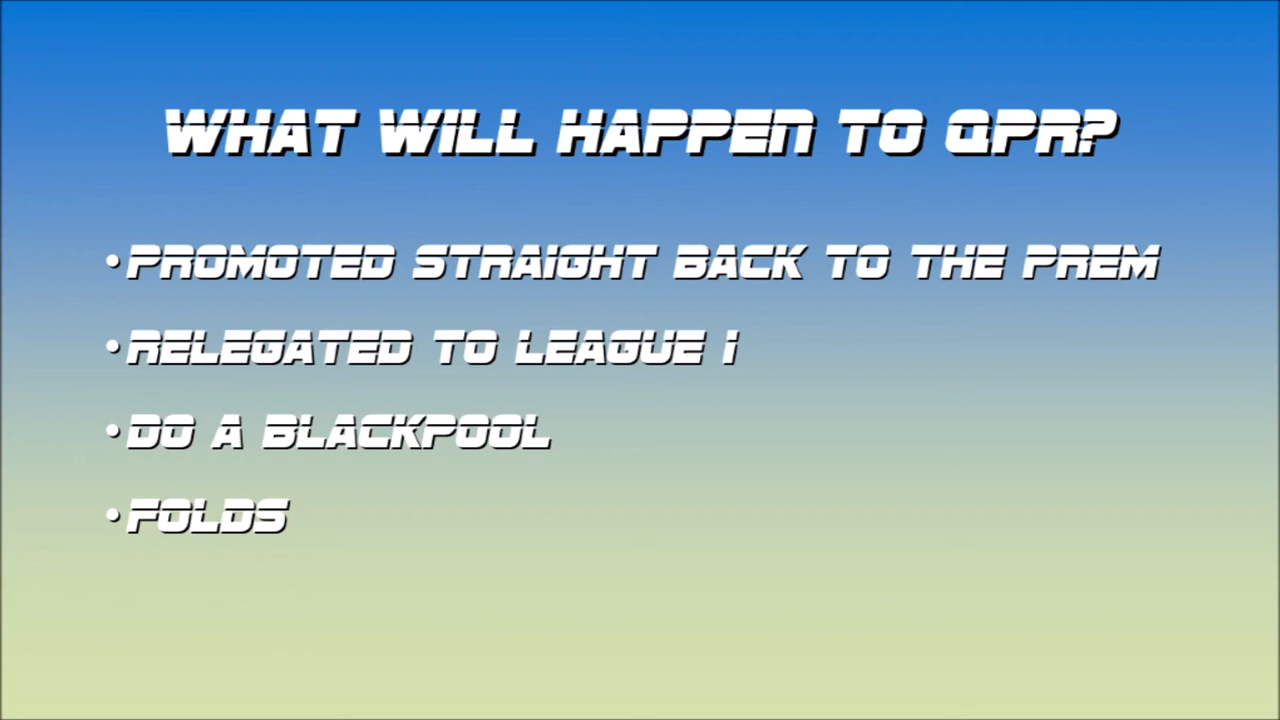 WHAT WILL HAPPEN TO QPR?
• PROMOTED STRAIGHT BACK TO THE PREM
• RELEGATED TO LEAGUE 1
• DO A BLACKPOOL
• FOLDS